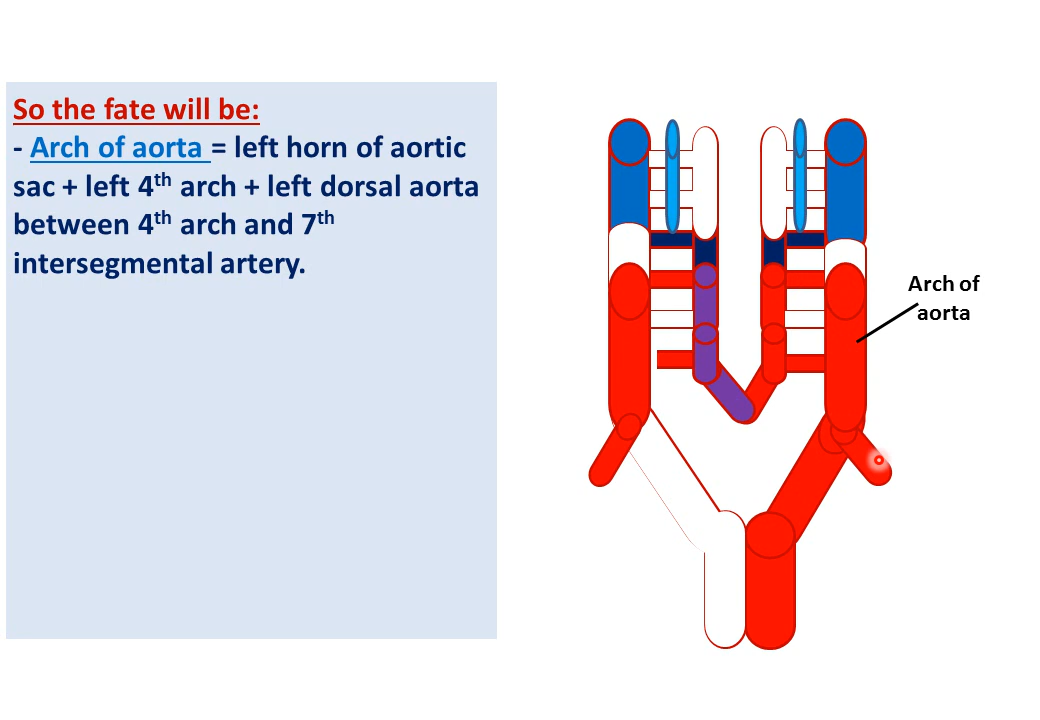 So the fate will be:
- Arch of aorta = left horn of aortic
sac + left 4th arch + left dorsal aorta
between 4th arch and 7th
intersegmental artery.
Arch of
aorta